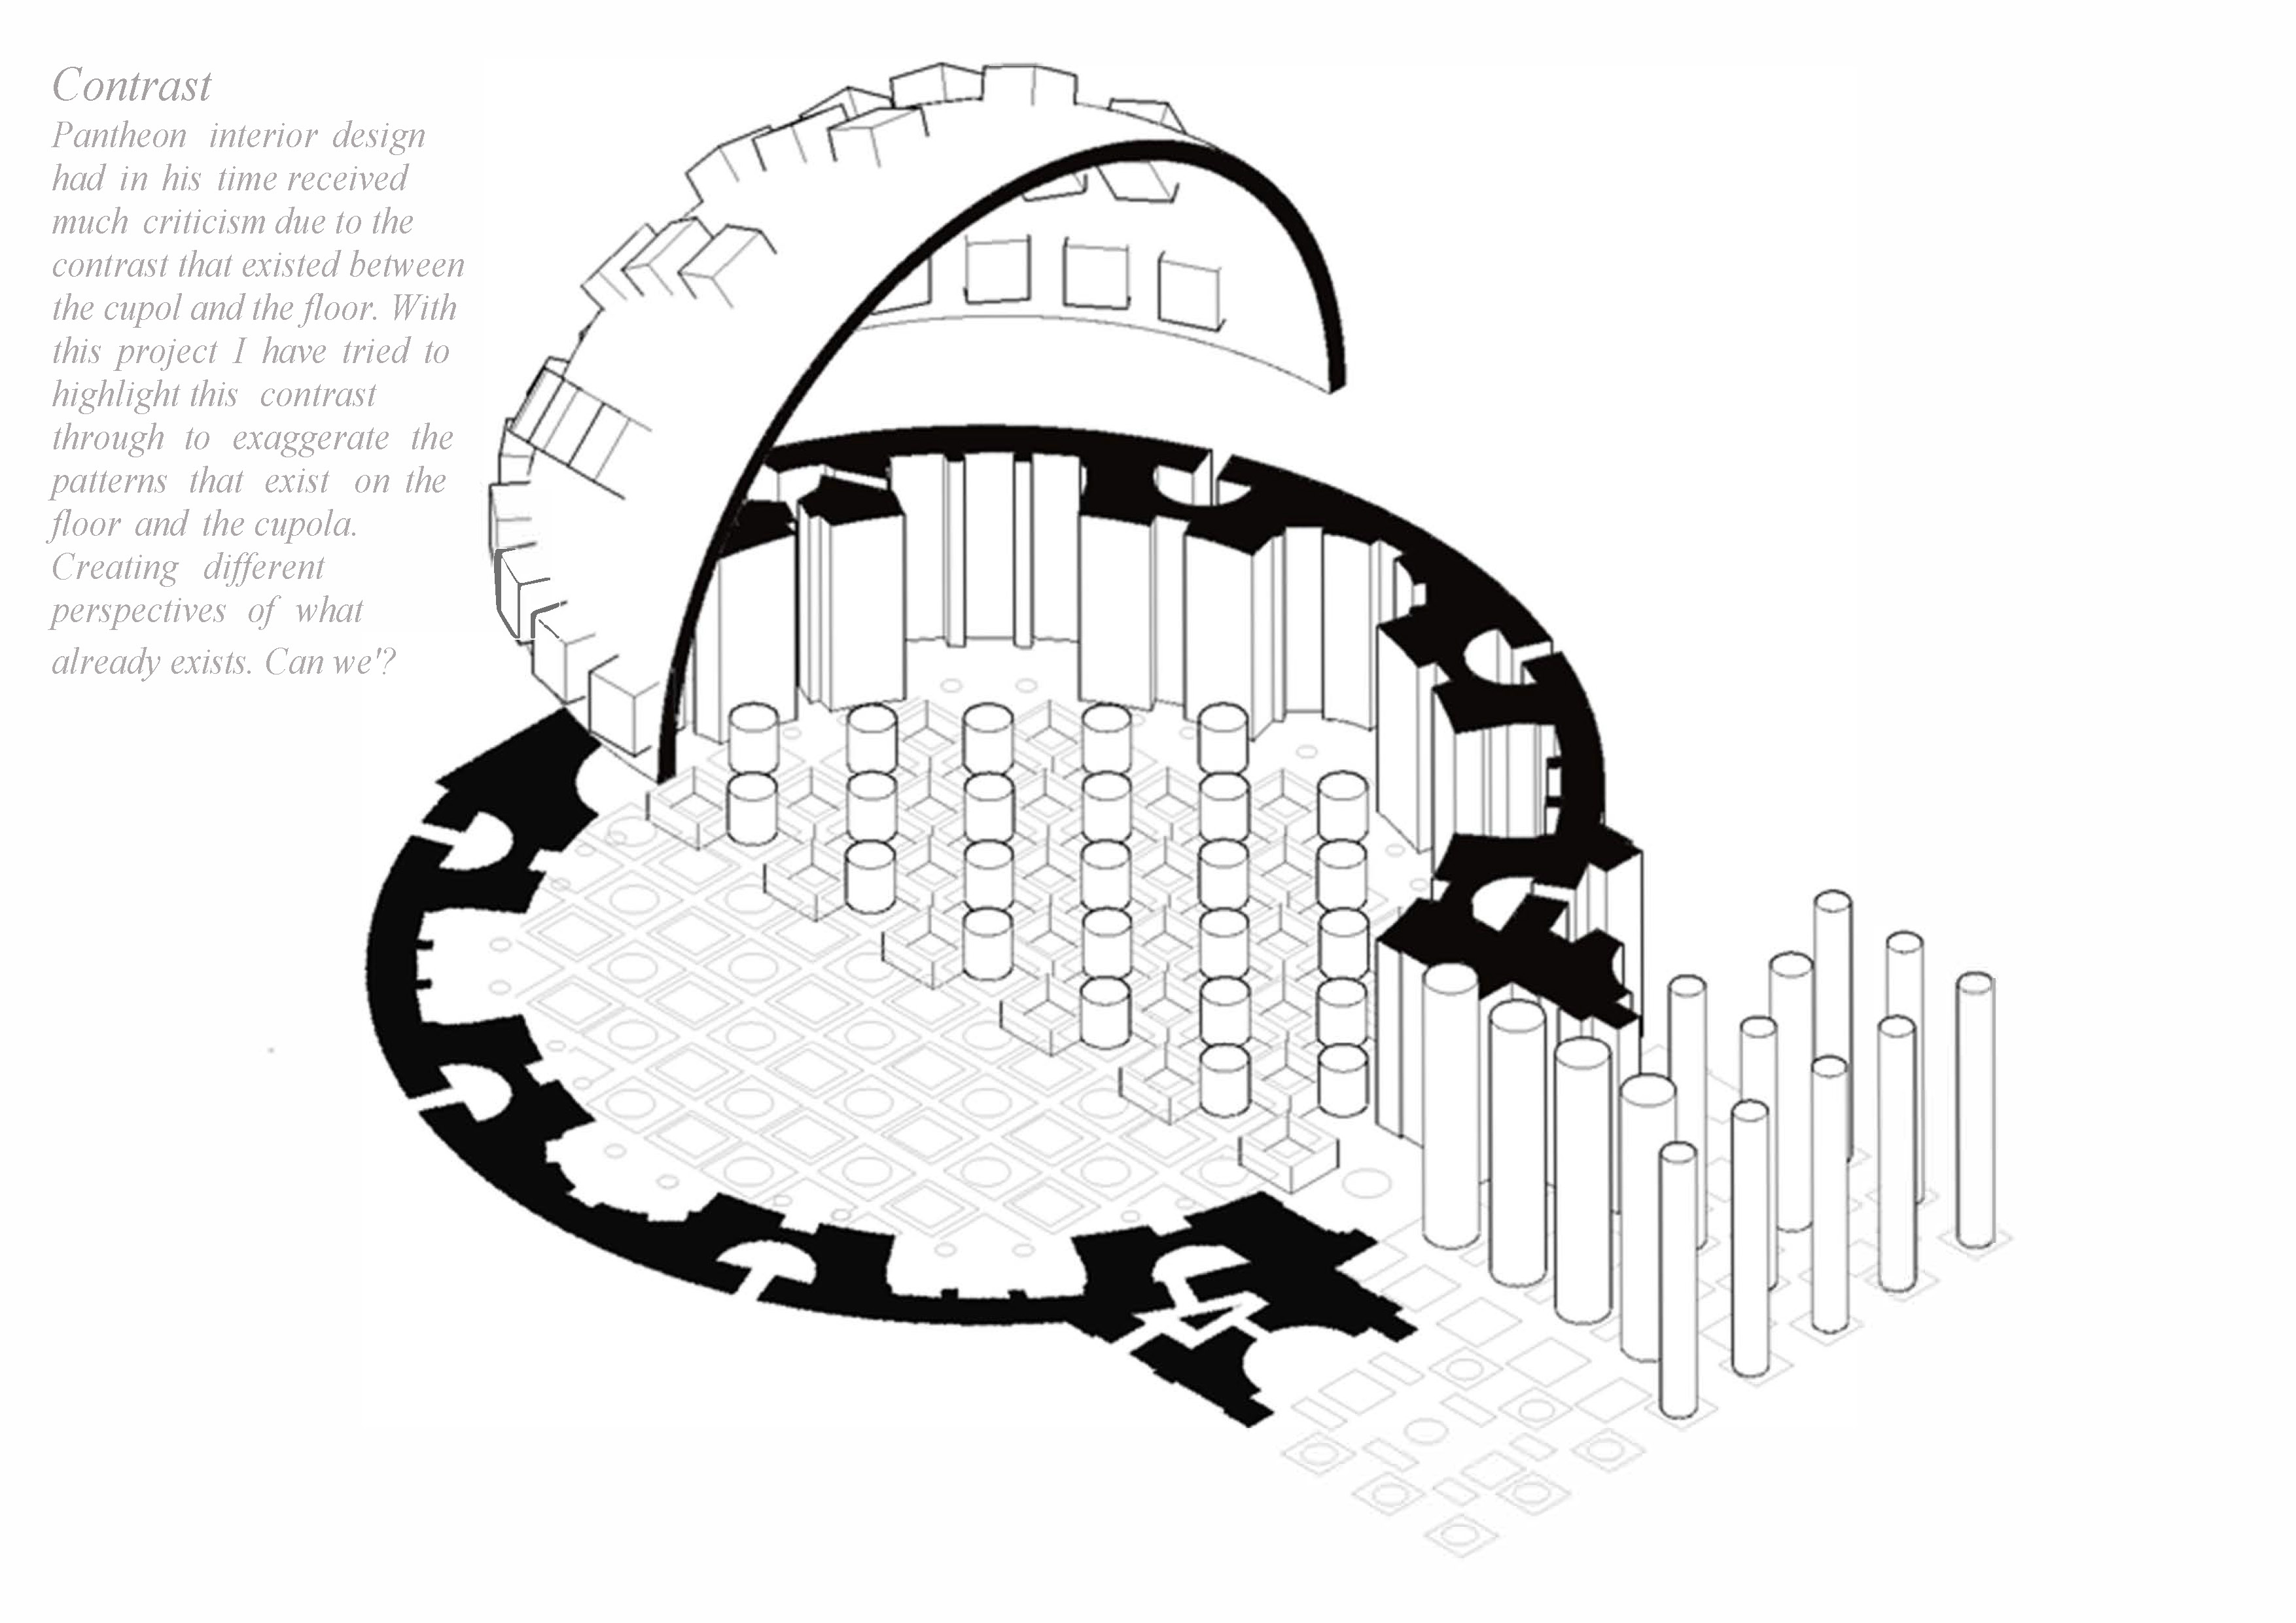 Contrast
Pantheon interior design
had in his time received
much criticism due to the
contrast that existed between
the cupol and the floor. With
this project I have tried to
highlight this contrast
through to exaggerate the
patterns that exist on the
floor and the cupola.
Creating different
perspectives of what
already exists. Can we'?